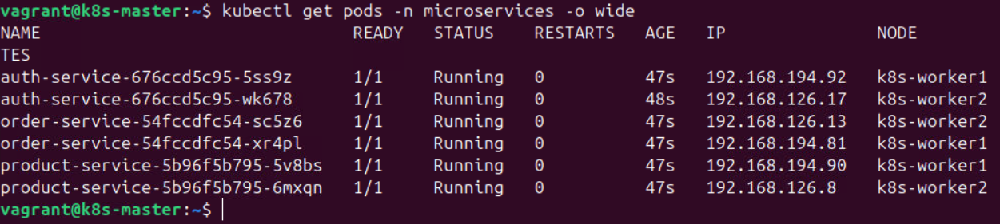 vagrant@k8s-master:~$ kubectl get pods -n microservices -o wide
NAME READY STATUS RESTARTS AGE IP NODE
TES
auth-service-676ccd5c95-5ss9z 1/1 Running 0 47s 192.168.194.92 k8s-worker1
auth-service-676ccd5c95-wk678 1/1 Running 0 48s 192.168.126.17 k8s-worker2
order-service-54fccdfc54-sc5z6 1/1 Running 0 47s 192.168.126.13 k8s-worker2
order-service-54fccdfc54-xr4pl 1/1 Running 0 47s 192.168.194.81 k8s-worker1
product-service-5b96f5b795-5v8bs 1/1 Running 0 47s 192.168.194.90 k8s-worker1
product-service-5b96f5b795-6mxqn 1/1 Running 0 47s 192.168.126.8 k8s-worker2
vagrant@k8s-master:~$